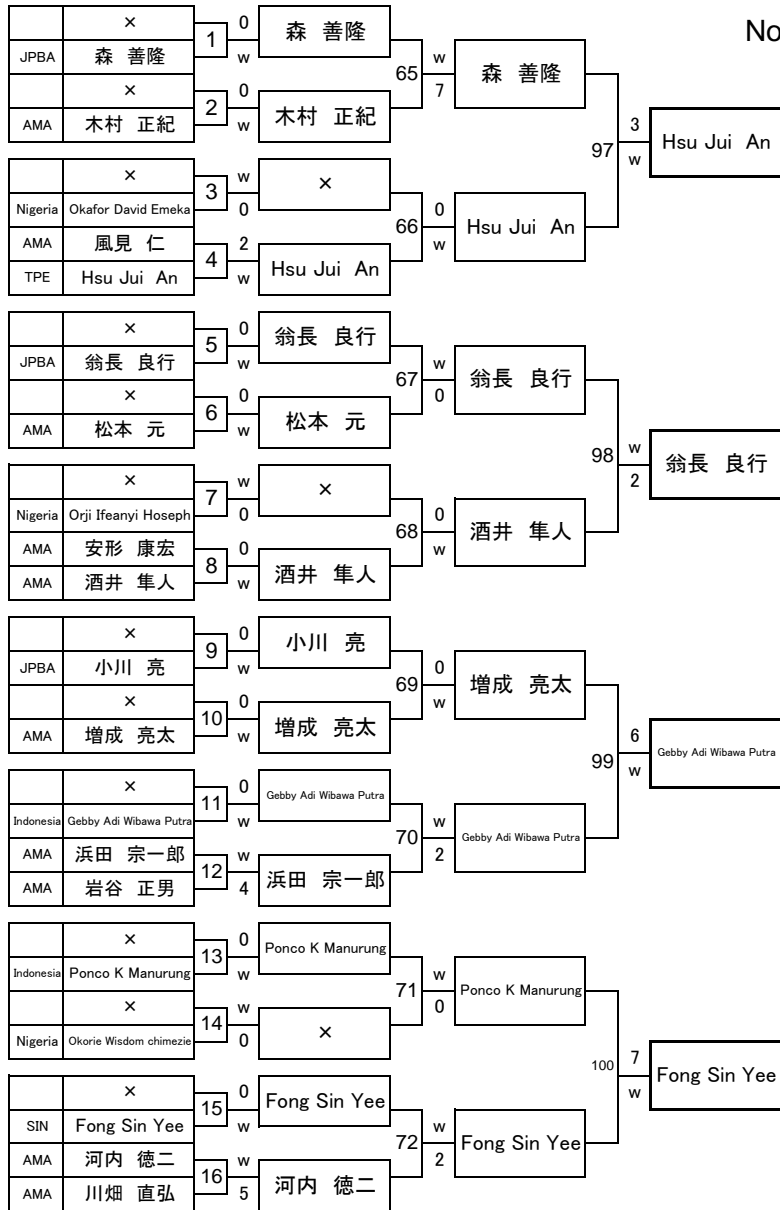 No
× 1 0 森 善隆
JPBA 森 善隆 w
65 w 7 森 善隆
× 2 0 木村 正紀
AMA 木村 正紀 w
97 3 w Hsu Jui An
× 3 w ×
Nigeria Okafor David Emeka 0
66 0 w Hsu Jui An
AMA 風見 仁 4 2 Hsu Jui An
TPE Hsu Jui An w
× 5 0 翁長 良行
JPBA 翁長 良行 w
67 w 0 翁長 良行
× 6 0 松本 元
AMA 松本 元 w
98 w 2 翁長 良行
× 7 w ×
Nigeria Orji Ifeanyi Hoseph 0
68 0 w 酒井 隼人
AMA 安形 康宏 8 0 酒井 隼人
AMA 酒井 隼人 w
× 9 0 小川 亮
JPBA 小川 亮 w
69 0 w 増成 亮太
× 10 0 増成 亮太
AMA 増成 亮太 w
99 6 w Gebby Adi Wibawa Putra
× 11 0 Gebby Adi Wibawa Putra
Indonesia Gebby Adi Wibawa Putra w
70 w 2 Gebby Adi Wibawa Putra
AMA 浜田 宗一郎 12 w 浜田 宗一郎
AMA 岩谷 正男 4
× 13 0 Ponco K Manurung
Indonesia Ponco K Manurung w
71 w 0 Ponco K Manurung
× 14 w ×
Nigeria Okorie Wisdom chimezie 0
100 7 w Fong Sin Yee
× 15 0 Fong Sin Yee
SIN Fong Sin Yee w
72 w 2 Fong Sin Yee
AMA 河内 徳二 16 w 河内 徳二
AMA 川畑 直弘 5